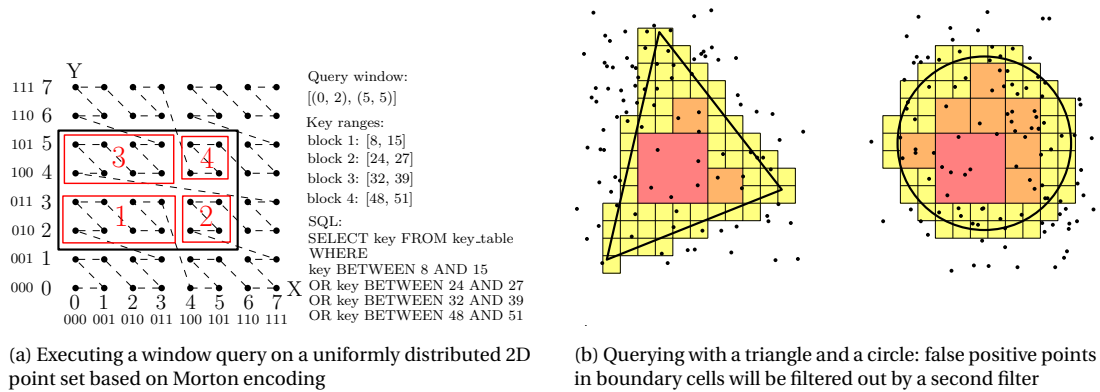 Y
111 7
110 6
101 5
100 4
011 3
010 2
001 1
000 0
3
4
1
2
X
0 1 2 3 4 5 6 7
000 001 010 011 100 101 110 111
Query window:
[(0, 2), (5, 5)]
Key ranges:
block 1: [8, 15]
block 2: [24, 27]
block 3: [32, 39]
block 4: [48, 51]
SQL:
SELECT key FROM key_table
WHERE
key BETWEEN 8 AND 15
OR key BETWEEN 24 AND 27
OR key BETWEEN 32 AND 39
OR key BETWEEN 48 AND 51
(a) Executing a window query on a uniformly distributed 2D
point set based on Morton encoding
(b) Querying with a triangle and a circle: false positive points
in boundary cells will be filtered out by a second filter